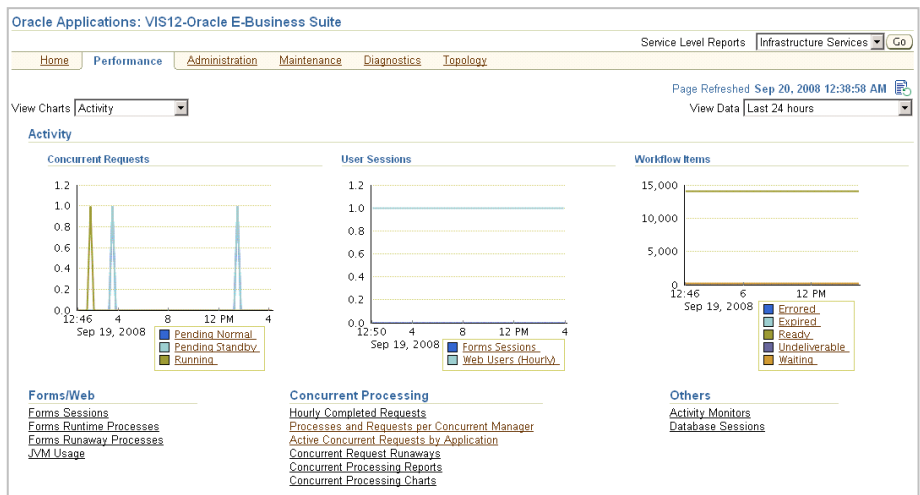 Oracle Applications: VIS12-Oracle E-Business Suite
Service Level Reports Infrastructure Services Go
Home Performance Administration Maintenance Diagnostics Topology
Page Refreshed Sep 20, 2008 12:38:58 AM
View Charts Activity
View Data Last 24 hours
Activity
Concurrent Requests
1.2
1.0
0.8
0.6
0.4
0.2
0.0
12:46 4 8 12 PM 4
Sep 19, 2008
Pending Normal
Pending Standby
Running
User Sessions
1.2
1.0
0.8
0.6
0.4
0.2
0.0
12:50 4 8 12 PM 4
Sep 19, 2008
Forms Sessions
Web Users (Hourly)
Workflow Items
15,000
10,000
5,000
0
12:46 6 12 PM
Sep 19, 2008
Errored
Expired
Ready
Undeliverable
Waiting
Forms/Web
Forms Sessions
Forms Runtime Processes
Forms Runaway Processes
JVM Usage
Concurrent Processing
Hourly Completed Requests
Processes and Requests per Concurrent Manager
Active Concurrent Requests by Application
Concurrent Request Runaways
Concurrent Processing Reports
Concurrent Processing Charts
Others
Activity Monitors
Database Sessions